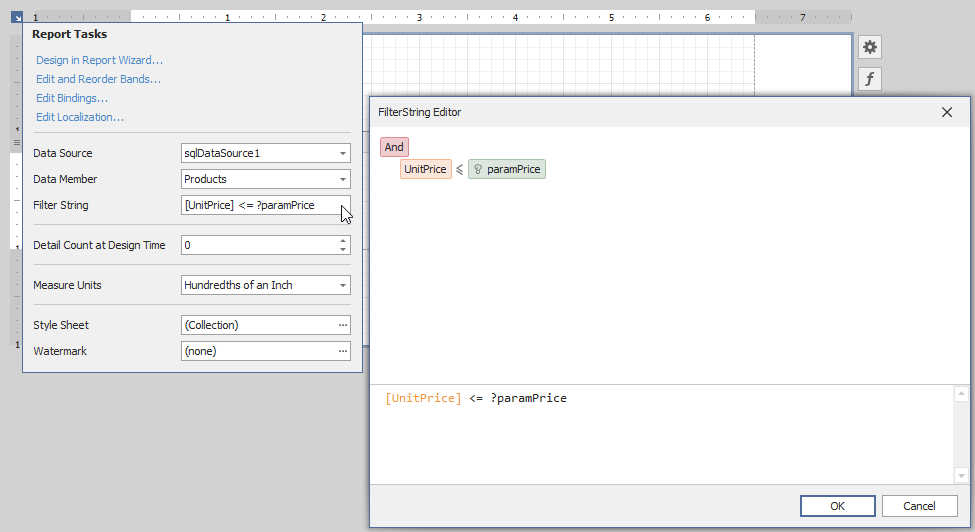 1 1 2 3 4 5 6 7
Report Tasks
Design in Report Wizard...
Edit and Reorder Bands...
Edit Bindings...
Edit Localization...
Data Source sqlDataSource1
Data Member Products
Filter String [UnitPrice] <= ?paramPrice
Detail Count at Design Time 0
Measure Units Hundredths of an Inch
Style Sheet (Collection) ...
Watermark (none) ...
1
1
1
f
FilterString Editor
And
UnitPrice ⩽ paramPrice
[UnitPrice] <= ?paramPrice
OK Cancel